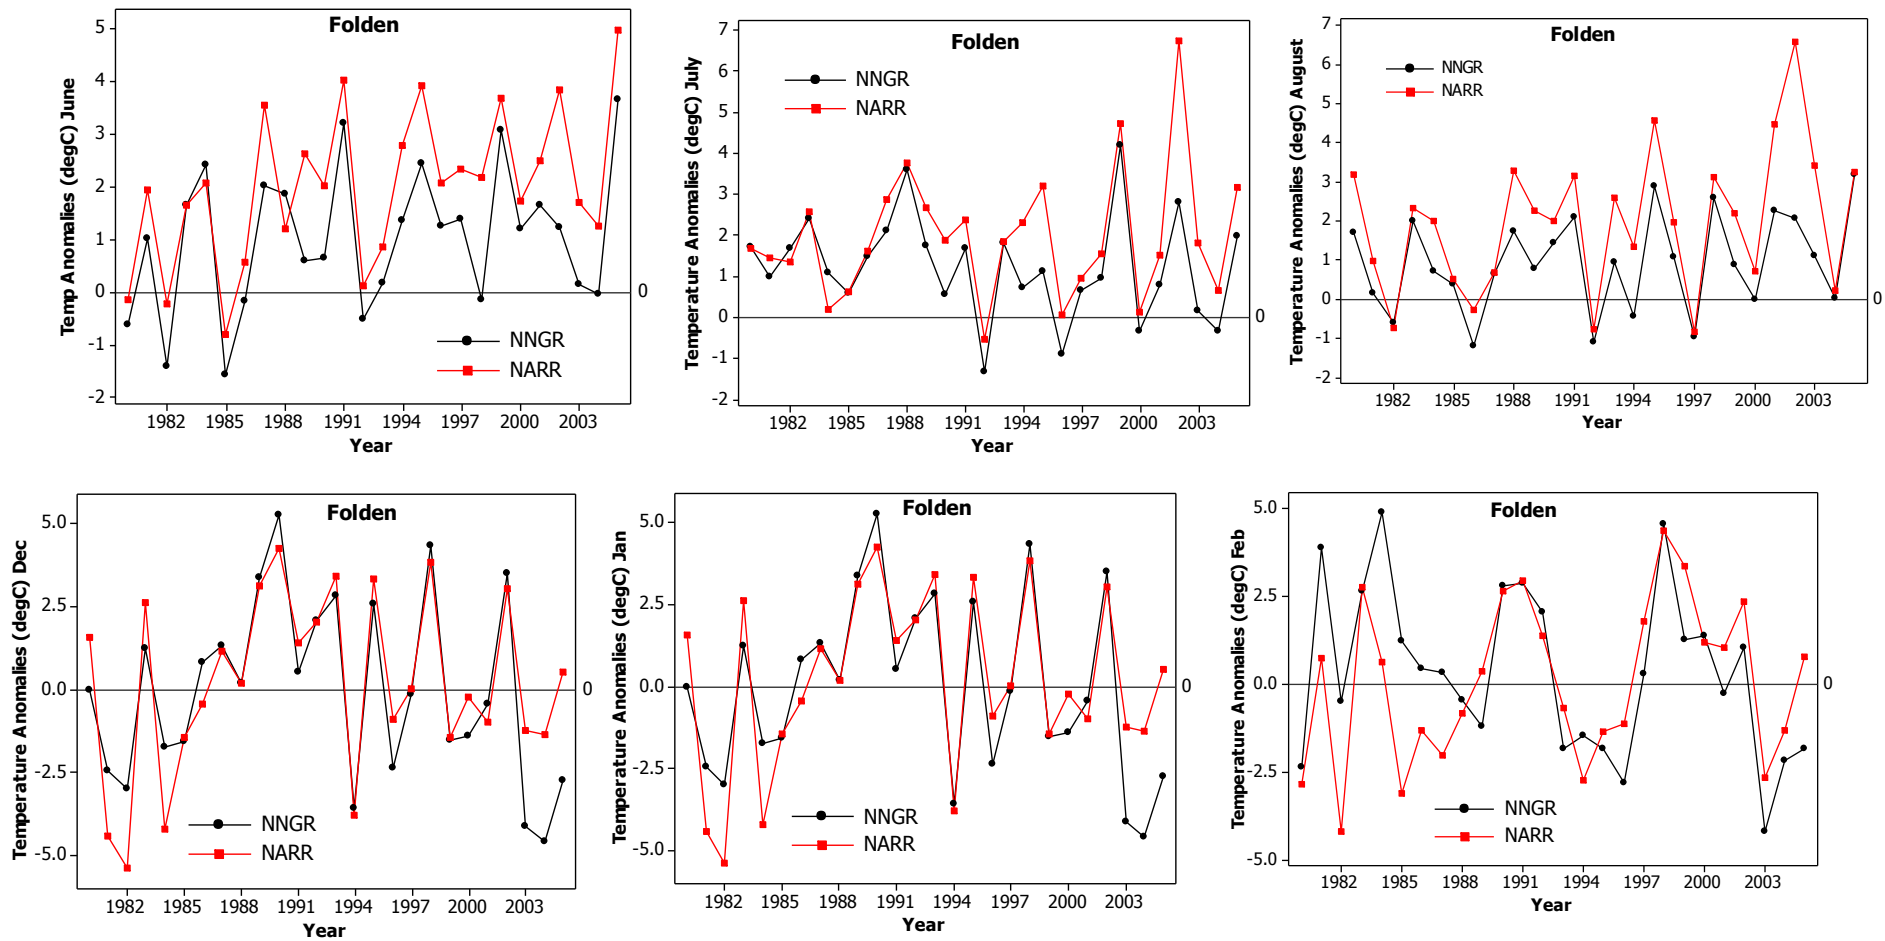 Folden
Temp Anomalies (degC) June
5
4
3
2
1
0
-1
-2
0
NNGR
NARR
1982 1985 1988 1991 1994 1997 2000 2003
Year
Folden
Temperature Anomalies (degC) July
7
6
5
4
3
2
1
0
-1
-2
0
NNGR
NARR
1982 1985 1988 1991 1994 1997 2000 2003
Year
Folden
Temperature Anomalies (degC) August
7
6
5
4
3
2
1
0
-1
-2
0
NNGR
NARR
1982 1985 1988 1991 1994 1997 2000 2003
Year
Folden
Temperature Anomalies (degC) Dec
5.0
2.5
0.0
-2.5
-5.0
0
NNGR
NARR
1982 1985 1988 1991 1994 1997 2000 2003
Year
Folden
Temperature Anomalies (degC) Jan
5.0
2.5
0.0
-2.5
-5.0
0
NNGR
NARR
1982 1985 1988 1991 1994 1997 2000 2003
Year
Folden
Temperature Anomalies (degC) Feb
5.0
2.5
0.0
-2.5
-5.0
0
NNGR
NARR
1982 1985 1988 1991 1994 1997 2000 2003
Year